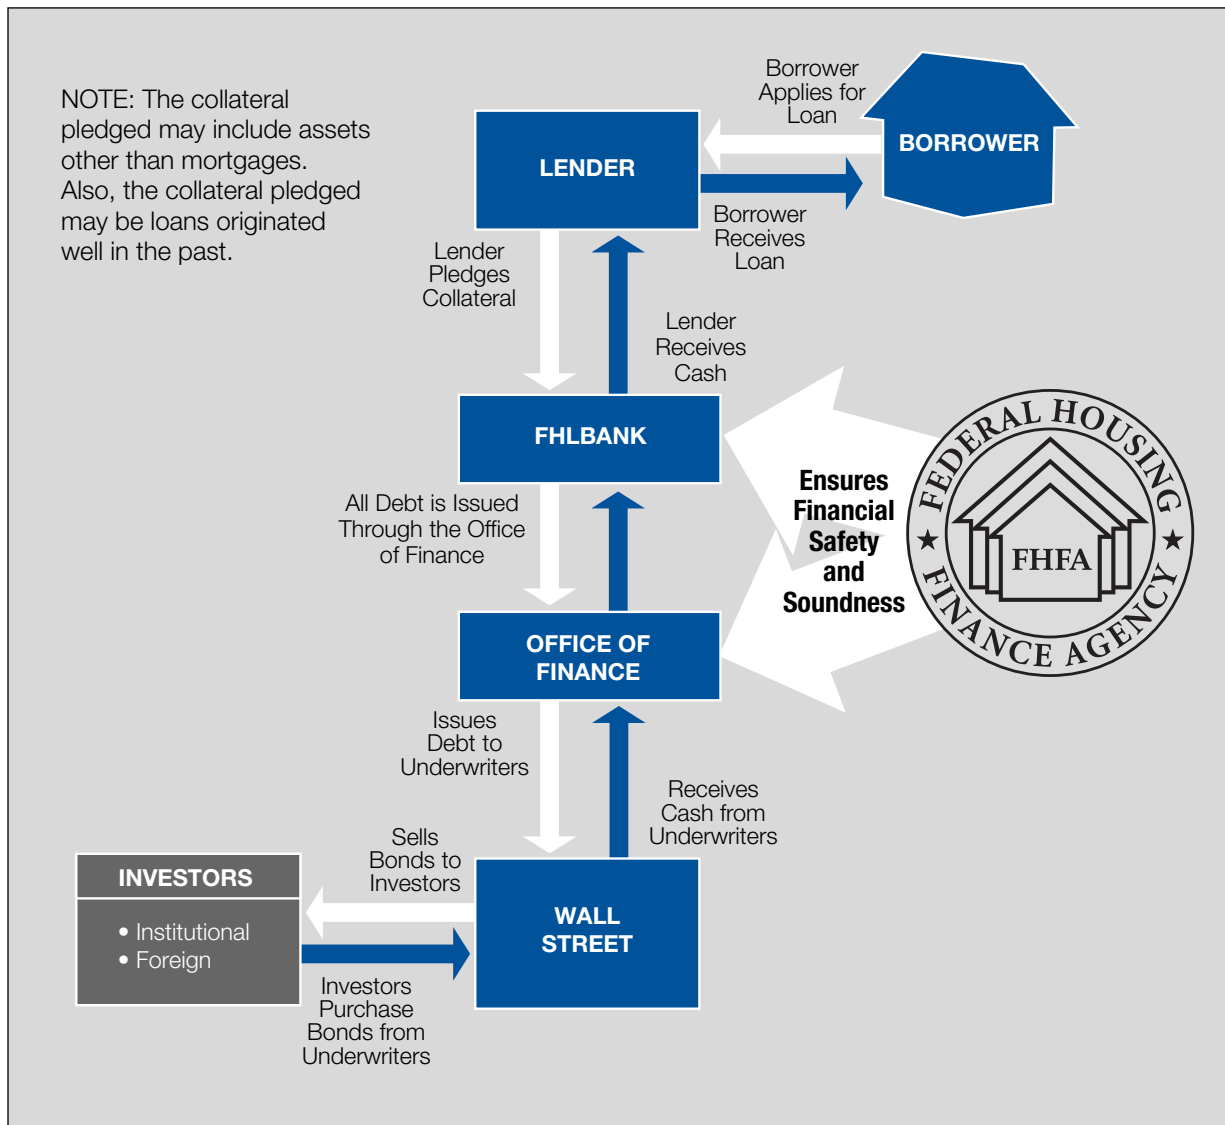 NOTE: The collateral
pledged may include assets
other than mortgages.
Also, the collateral pledged
may be loans originated
well in the past.
Borrower
Applies for
Loan
BORROWER
LENDER
Borrower
Receives
Loan
Lender
Pledges
Collateral
Lender
Receives
Cash
FHLBANK
All Debt is Issued
Through the Office
of Finance
Ensures
Financial
Safety
and
Soundness
FEDERAL HOUSING
FINANCE AGENCY
FHFA
OFFICE OF
FINANCE
Issues
Debt to
Underwriters
Receives
Cash from
Underwriters
Sells
Bonds to
Investors
INVESTORS
• Institutional
• Foreign
WALL
STREET
Investors
Purchase
Bonds from
Underwriters